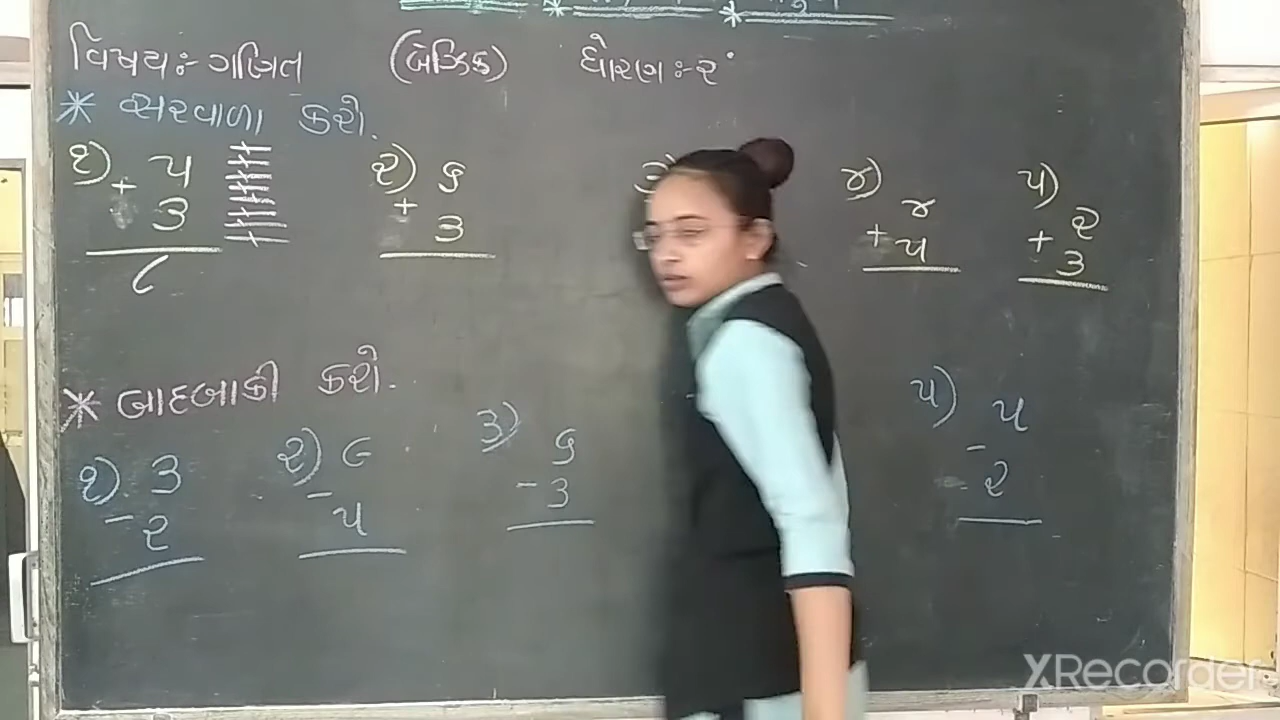 વિષય:- ગણિત (બેઝિક) ધોરણ:- ૨
* સરવાળા કરો.
૧) ૫ + ૩ ૮
૨) ૬ + ૩
૩)
૪) ૪ + ૫
૫) ૨ + ૩
* બાદબાકી કરો.
૧) ૩ - ૨
૨) ૯ - ૫
૩) ૬ - ૩
૫) ૫ - ૨
XRecorder